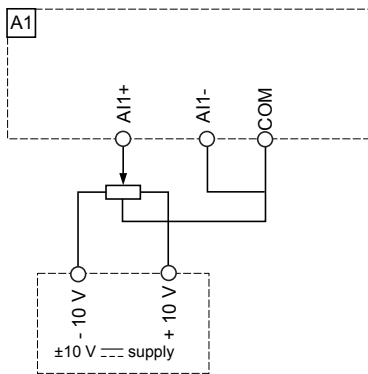 A1
AI1+
AI1-
COM
- 10 V
+ 10 V
±10 V ⎓ supply